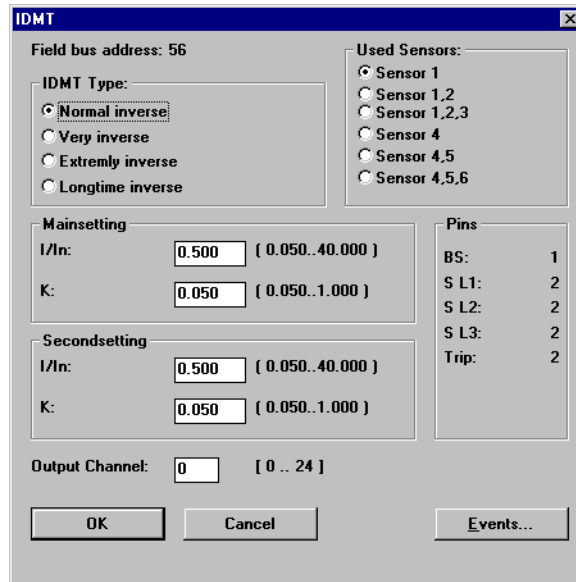 IDMT
Field bus address: 56
Used Sensors:
Sensor 1
Sensor 1,2
Sensor 1,2,3
Sensor 4
Sensor 4,5
Sensor 4,5,6
IDMT Type:
Normal inverse
Very inverse
Extremly inverse
Longtime inverse
Mainsetting
I/In: 0.500 ( 0.050..40.000 )
K: 0.050 ( 0.050..1.000 )
Pins
BS: 1
S L1: 2
S L2: 2
S L3: 2
Trip: 2
Secondsetting
I/In: 0.500 ( 0.050..40.000 )
K: 0.050 ( 0.050..1.000 )
Output Channel: 0 [ 0 .. 24 ]
OK Cancel Events...